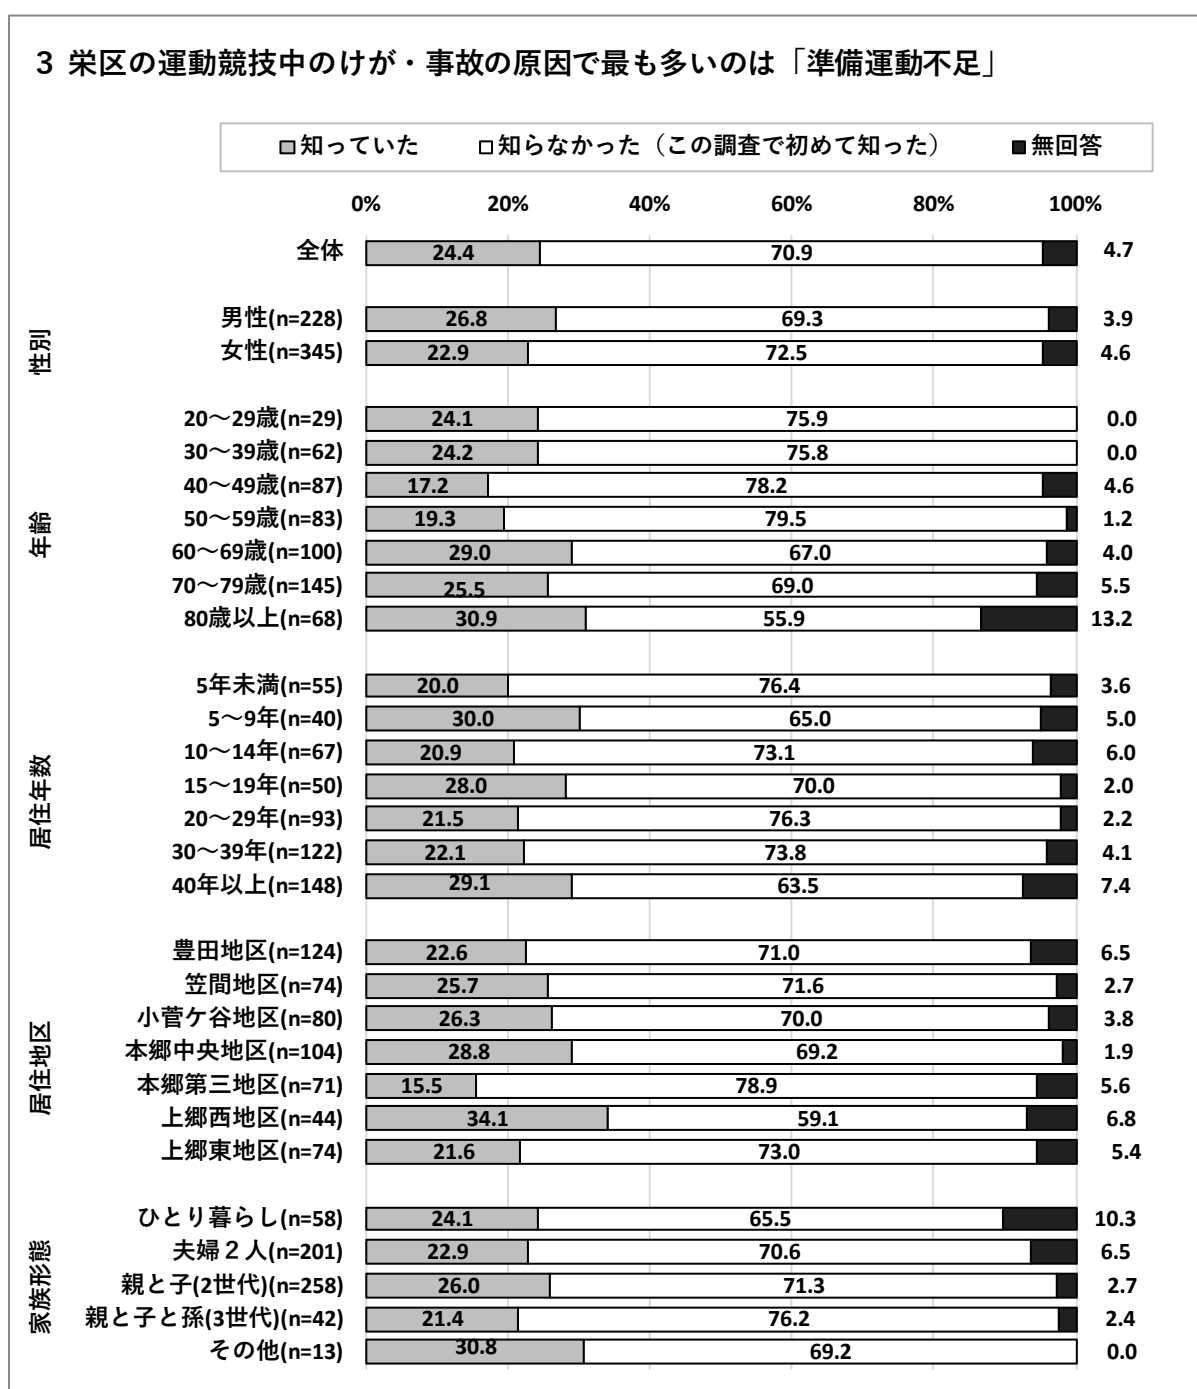 3 栄区の運動競技中のけが・事故の原因で最も多いのは「準備運動不足」
知っていた 知らなかった（この調査で初めて知った） 無回答
0% 20% 40% 60% 80% 100%
全体 24.4 70.9 4.7
性別
男性(n=228) 26.8 69.3 3.9
女性(n=345) 22.9 72.5 4.6
年齢
20～29歳(n=29) 24.1 75.9 0.0
30～39歳(n=62) 24.2 75.8 0.0
40～49歳(n=87) 17.2 78.2 4.6
50～59歳(n=83) 19.3 79.5 1.2
60～69歳(n=100) 29.0 67.0 4.0
70～79歳(n=145) 25.5 69.0 5.5
80歳以上(n=68) 30.9 55.9 13.2
居住年数
5年未満(n=55) 20.0 76.4 3.6
5～9年(n=40) 30.0 65.0 5.0
10～14年(n=67) 20.9 73.1 6.0
15～19年(n=50) 28.0 70.0 2.0
20～29年(n=93) 21.5 76.3 2.2
30～39年(n=122) 22.1 73.8 4.1
40年以上(n=148) 29.1 63.5 7.4
居住地区
豊田地区(n=124) 22.6 71.0 6.5
笠間地区(n=74) 25.7 71.6 2.7
小菅ケ谷地区(n=80) 26.3 70.0 3.8
本郷中央地区(n=104) 28.8 69.2 1.9
本郷第三地区(n=71) 15.5 78.9 5.6
上郷西地区(n=44) 34.1 59.1 6.8
上郷東地区(n=74) 21.6 73.0 5.4
家族形態
ひとり暮らし(n=58) 24.1 65.5 10.3
夫婦２人(n=201) 22.9 70.6 6.5
親と子(2世代)(n=258) 26.0 71.3 2.7
親と子と孫(3世代)(n=42) 21.4 76.2 2.4
その他(n=13) 30.8 69.2 0.0